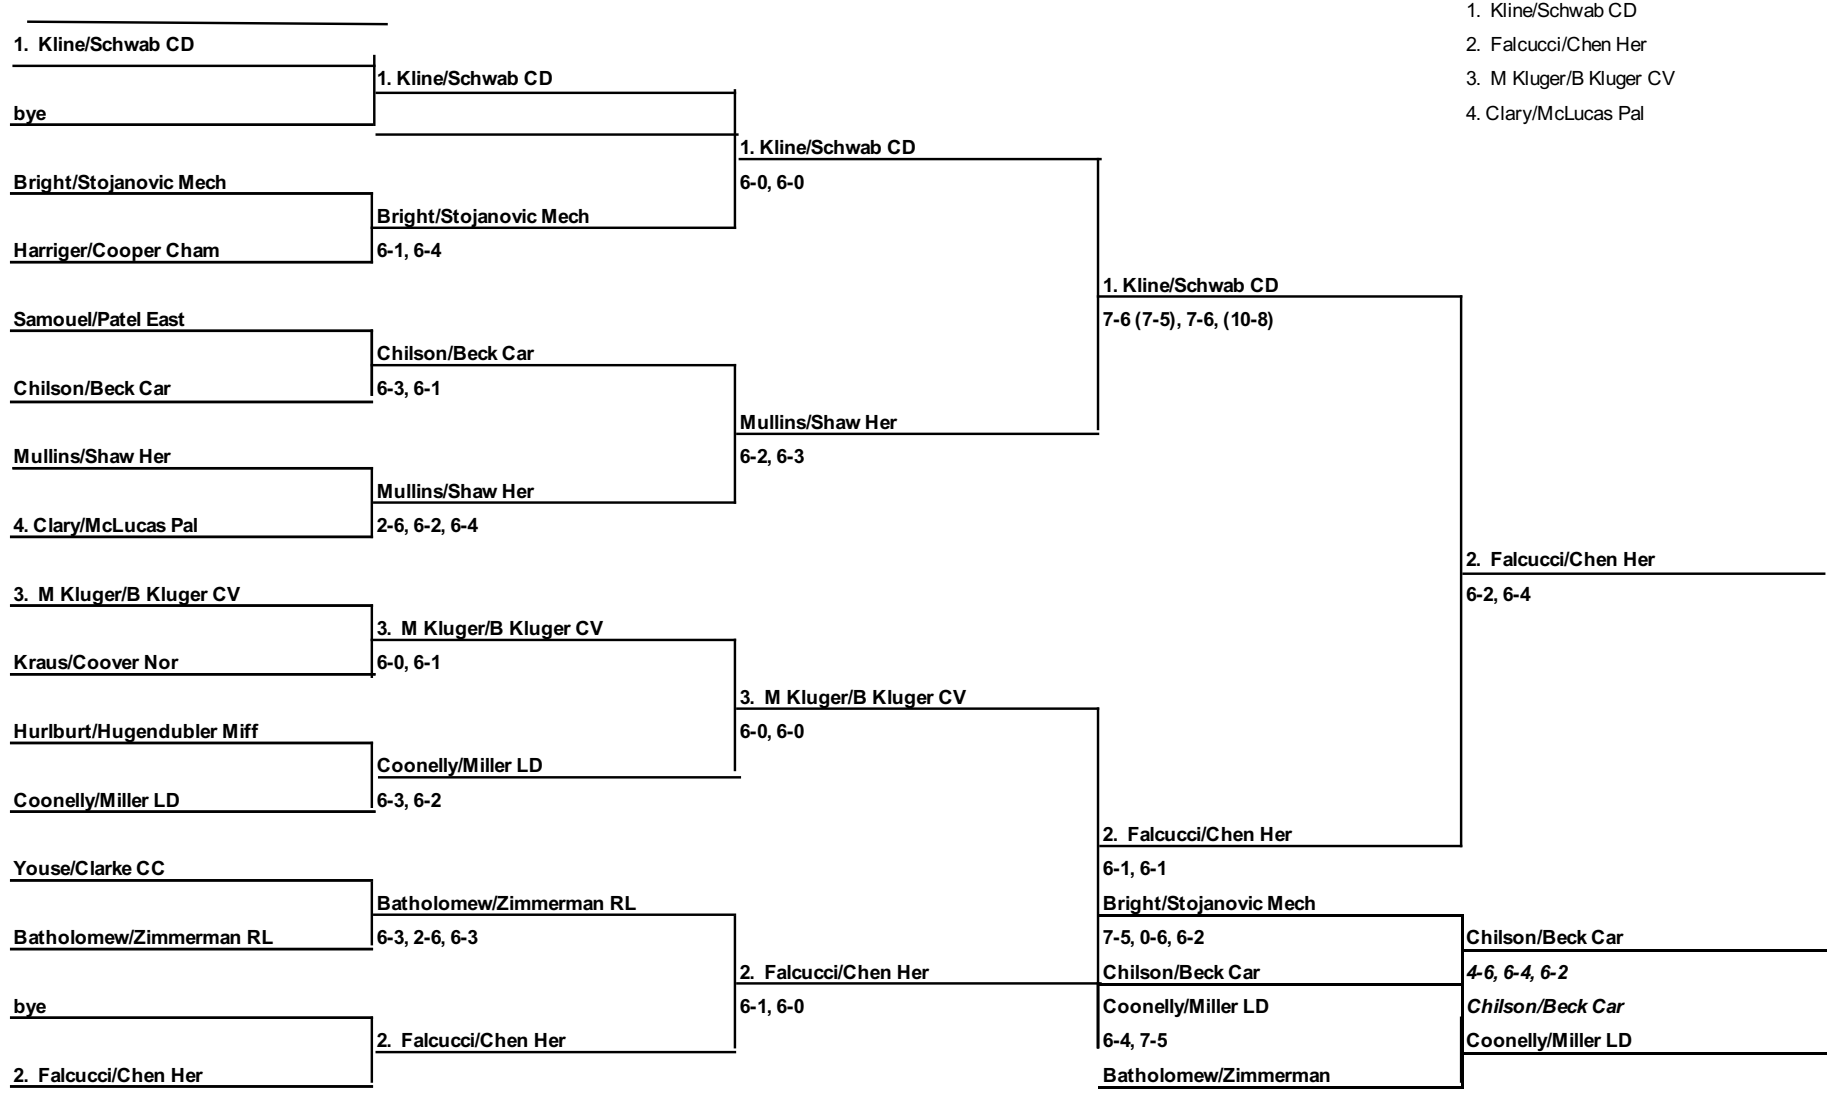 1. Kline/Schwab CD
2. Falcucci/Chen Her
3. M Kluger/B Kluger CV
4. Clary/McLucas Pal
1. Kline/Schwab CD
bye
Bright/Stojanovic Mech
Harriger/Cooper Cham
Samouel/Patel East
Chilson/Beck Car
Mullins/Shaw Her
4. Clary/McLucas Pal
3. M Kluger/B Kluger CV
Kraus/Coover Nor
Hurlburt/Hugendubler Miff
Coonelly/Miller LD
Youse/Clarke CC
Batholomew/Zimmerman RL
bye
2. Falcucci/Chen Her
1. Kline/Schwab CD
Bright/Stojanovic Mech
6-1, 6-4
Chilson/Beck Car
6-3, 6-1
Mullins/Shaw Her
2-6, 6-2, 6-4
3. M Kluger/B Kluger CV
6-0, 6-1
Coonelly/Miller LD
6-3, 6-2
Batholomew/Zimmerman RL
6-3, 2-6, 6-3
2. Falcucci/Chen Her
1. Kline/Schwab CD
6-0, 6-0
Mullins/Shaw Her
6-2, 6-3
3. M Kluger/B Kluger CV
6-0, 6-0
2. Falcucci/Chen Her
6-1, 6-0
1. Kline/Schwab CD
7-6 (7-5), 7-6, (10-8)
2. Falcucci/Chen Her
6-1, 6-1
Bright/Stojanovic Mech
7-5, 0-6, 6-2
Chilson/Beck Car
Coonelly/Miller LD
6-4, 7-5
Batholomew/Zimmerman
2. Falcucci/Chen Her
6-2, 6-4
Chilson/Beck Car
4-6, 6-4, 6-2
Chilson/Beck Car
Coonelly/Miller LD